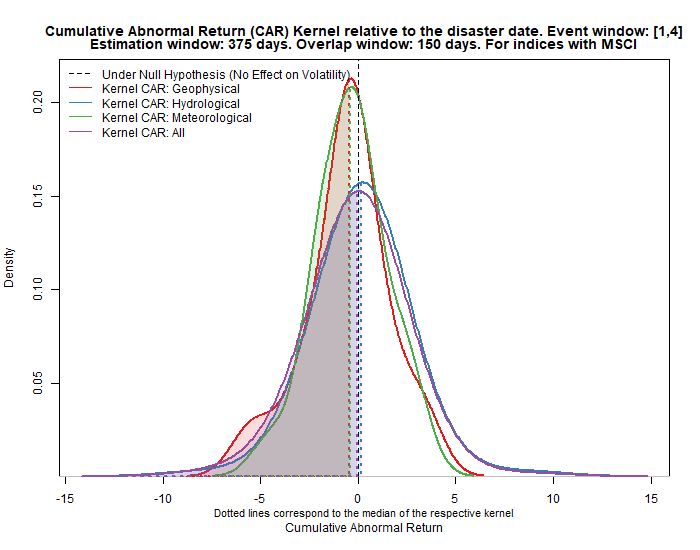 Cumulative Abnormal Return (CAR) Kernel relative to the disaster date. Event window: [1,4]
Estimation window: 375 days. Overlap window: 150 days. For indices with MSCI
Under Null Hypothesis (No Effect on Volatility)
Kernel CAR: Geophysical
Kernel CAR: Hydrological
Kernel CAR: Meteorological
Kernel CAR: All
0.20
0.15
0.10
0.05
Density
-15 -10 -5 0 5 10 15
Dotted lines correspond to the median of the respective kernel
Cumulative Abnormal Return